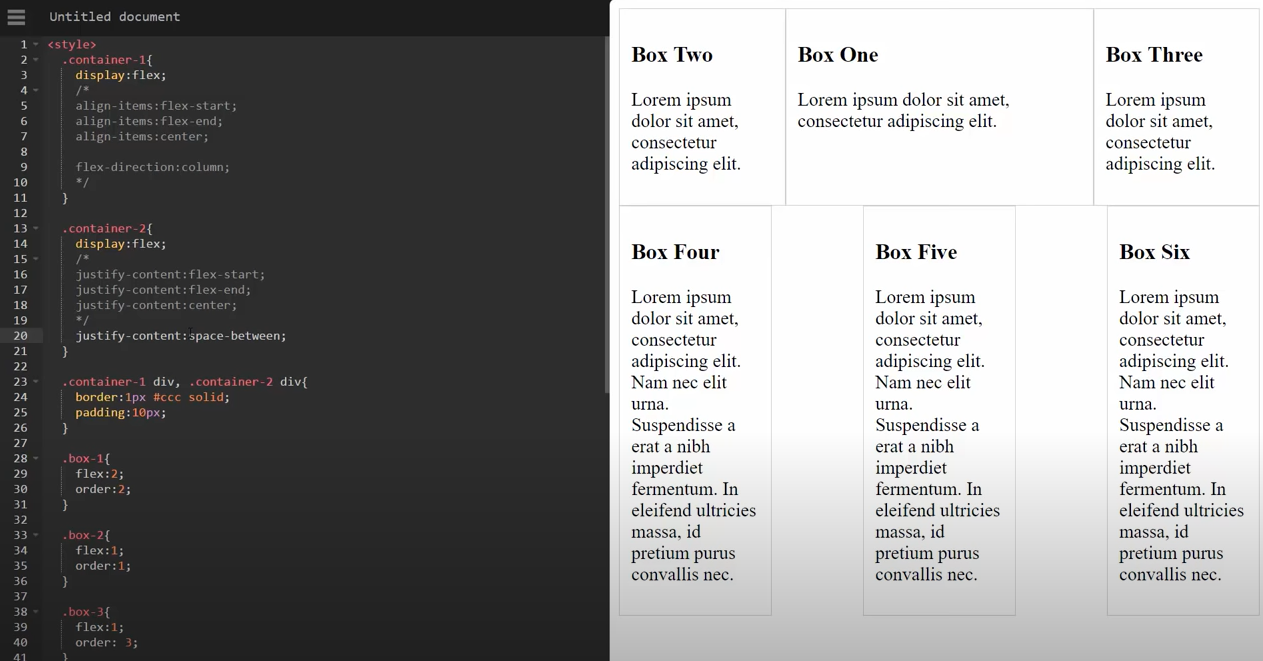 Untitled document
1 <style>
2 .container-1{
3 display:flex;
4 /*
5 align-items:flex-start;
6 align-items:flex-end;
7 align-items:center;
8
9 flex-direction:column;
10 */
11 }
12
13 .container-2{
14 display:flex;
15 /*
16 justify-content:flex-start;
17 justify-content:flex-end;
18 justify-content:center;
19 */
20 justify-content:space-between;
21 }
22
23 .container-1 div, .container-2 div{
24 border:1px #ccc solid;
25 padding:10px;
26 }
27
28 .box-1{
29 flex:2;
30 order:2;
31 }
32
33 .box-2{
34 flex:1;
35 order:1;
36 }
37
38 .box-3{
39 flex:1;
40 order: 3;
41 }
Box Two
Lorem ipsum
dolor sit amet,
consectetur
adipiscing elit.
Box One
Lorem ipsum dolor sit amet,
consectetur adipiscing elit.
Box Three
Lorem ipsum
dolor sit amet,
consectetur
adipiscing elit.
Box Four
Lorem ipsum
dolor sit amet,
consectetur
adipiscing elit.
Nam nec elit
urna.
Suspendisse a
erat a nibh
imperdiet
fermentum. In
eleifend ultricies
massa, id
pretium purus
convallis nec.
Box Five
Lorem ipsum
dolor sit amet,
consectetur
adipiscing elit.
Nam nec elit
urna.
Suspendisse a
erat a nibh
imperdiet
fermentum. In
eleifend ultricies
massa, id
pretium purus
convallis nec.
Box Six
Lorem ipsum
dolor sit amet,
consectetur
adipiscing elit.
Nam nec elit
urna.
Suspendisse a
erat a nibh
imperdiet
fermentum. In
eleifend ultricies
massa, id
pretium purus
convallis nec.